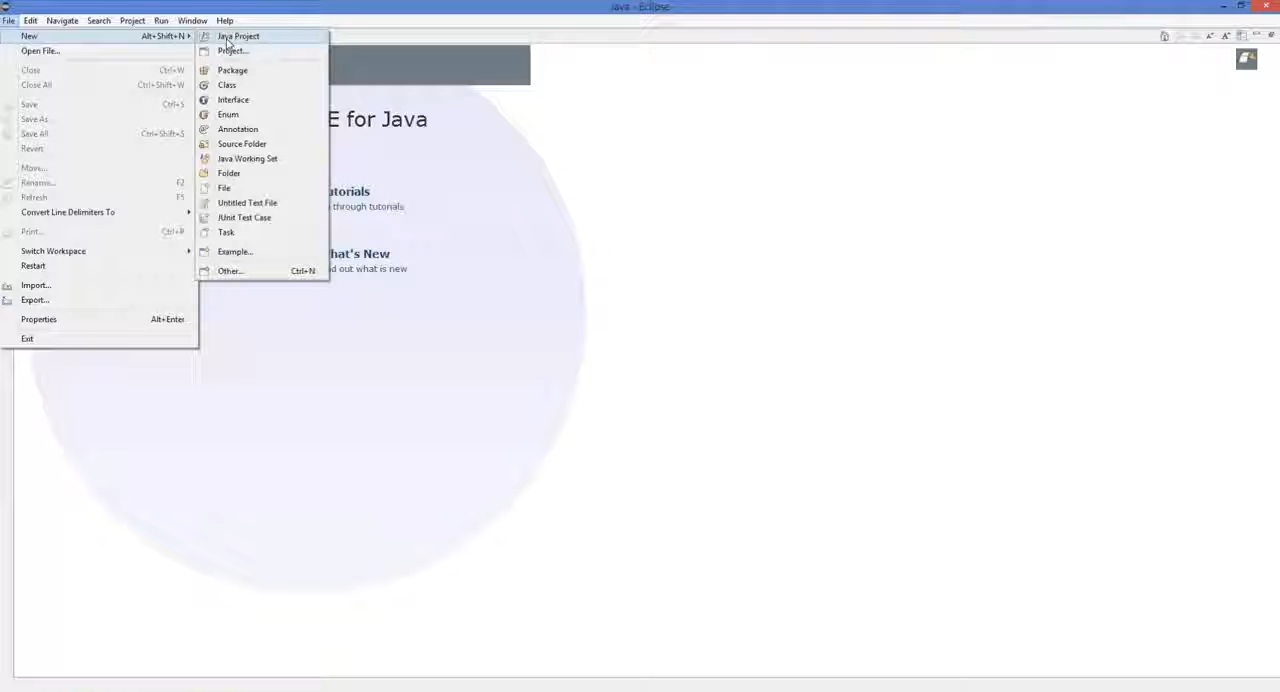 Java - Eclipse
File Edit Navigate Search Project Run Window Help
New Alt+Shift+N
Open File...
Close Ctrl+W
Close All Ctrl+Shift+W
Save Ctrl+S
Save As...
Save All Ctrl+Shift+S
Revert
Move...
Rename... F2
Refresh F5
Convert Line Delimiters To
Print... Ctrl+P
Switch Workspace
Restart
Import...
Export...
Properties Alt+Enter
Exit
Java Project
Project...
Package
Class
Interface
Enum
Annotation
Source Folder
Java Working Set
Folder
File
Untitled Text File
JUnit Test Case
Task
Example...
Other... Ctrl+N
E for Java
utorials
through tutorials
hat's New
d out what is new